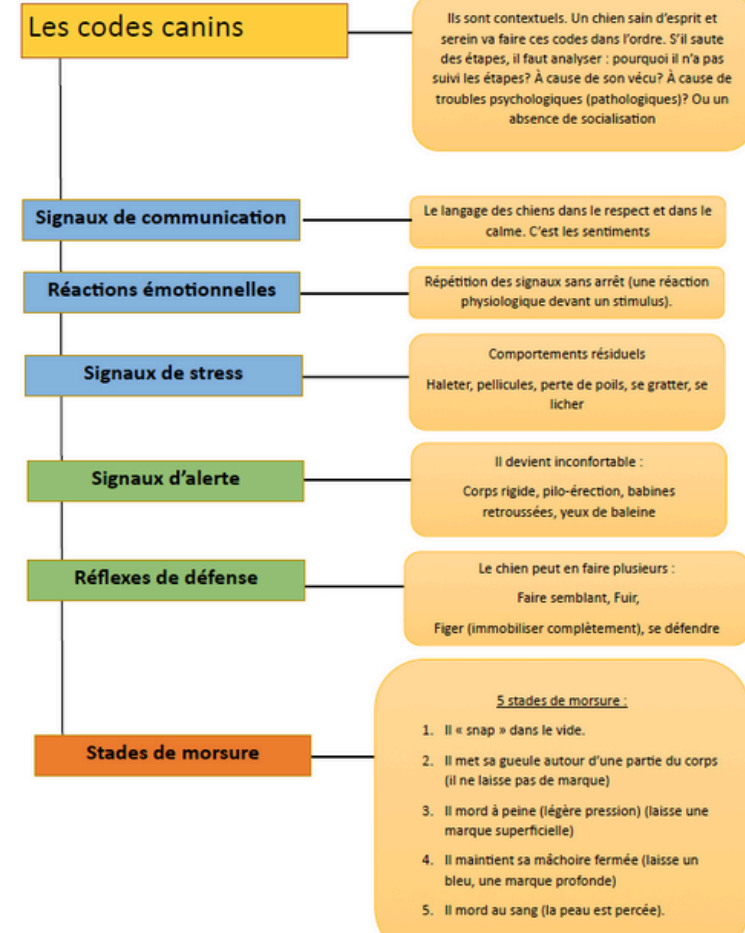 Les codes canins
Ils sont contextuels. Un chien sain d'esprit et
serein va faire ces codes dans l'ordre. S'il saute
des étapes, il faut analyser : pourquoi il n'a pas
suivi les étapes? À cause de son vécu? À cause de
troubles psychologiques (pathologiques)? Ou un
absence de socialisation
Signaux de communication
Le langage des chiens dans le respect et dans le
calme. C'est les sentiments
Réactions émotionnelles
Répétition des signaux sans arrêt (une réaction
physiologique devant un stimulus).
Signaux de stress
Comportements résiduels
Haleter, pellicules, perte de poils, se gratter, se
licher
Signaux d'alerte
Il devient inconfortable :
Corps rigide, pilo-érection, babines
retroussées, yeux de baleine
Réflexes de défense
Le chien peut en faire plusieurs :
Faire semblant, Fuir,
Figer (immobiliser complètement), se défendre
Stades de morsure
5 stades de morsure :
1. Il « snap » dans le vide.
2. Il met sa gueule autour d'une partie du corps
(il ne laisse pas de marque)
3. Il mord à peine (légère pression) (laisse une
marque superficielle)
4. Il maintient sa mâchoire fermée (laisse un
bleu, une marque profonde)
5. Il mord au sang (la peau est percée).